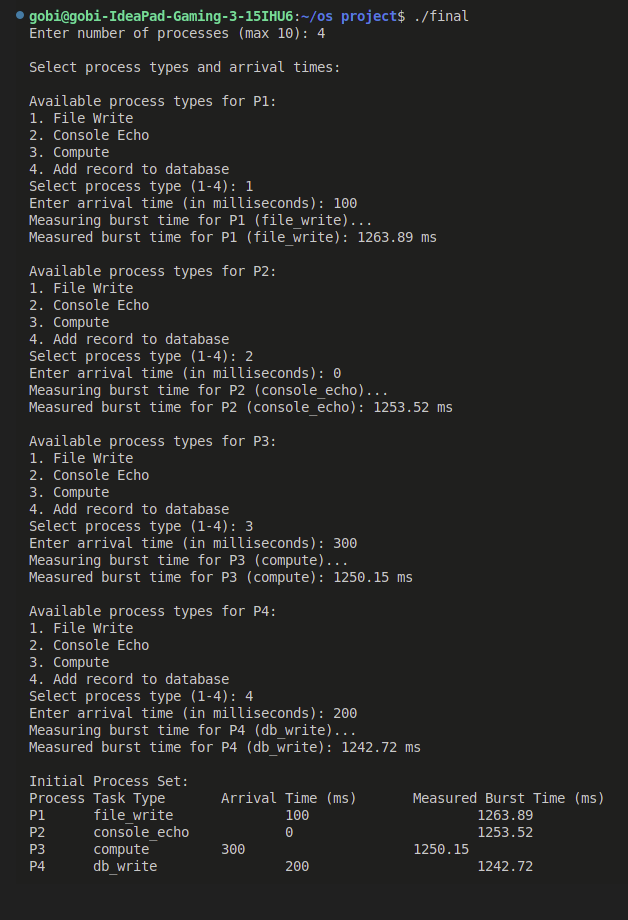 gobi@gobi-IdeaPad-Gaming-3-15IHU6:~/os project$ ./final
Enter number of processes (max 10): 4
Select process types and arrival times:
Available process types for P1:
1. File Write
2. Console Echo
3. Compute
4. Add record to database
Select process type (1-4): 1
Enter arrival time (in milliseconds): 100
Measuring burst time for P1 (file_write)...
Measured burst time for P1 (file_write): 1263.89 ms
Available process types for P2:
1. File Write
2. Console Echo
3. Compute
4. Add record to database
Select process type (1-4): 2
Enter arrival time (in milliseconds): 0
Measuring burst time for P2 (console_echo)...
Measured burst time for P2 (console_echo): 1253.52 ms
Available process types for P3:
1. File Write
2. Console Echo
3. Compute
4. Add record to database
Select process type (1-4): 3
Enter arrival time (in milliseconds): 300
Measuring burst time for P3 (compute)...
Measured burst time for P3 (compute): 1250.15 ms
Available process types for P4:
1. File Write
2. Console Echo
3. Compute
4. Add record to database
Select process type (1-4): 4
Enter arrival time (in milliseconds): 200
Measuring burst time for P4 (db_write)...
Measured burst time for P4 (db_write): 1242.72 ms
Initial Process Set:
Process Task Type       Arrival Time (ms)       Measured Burst Time (ms)
P1      file_write              100                     1263.89
P2      console_echo            0                       1253.52
P3      compute         300                     1250.15
P4      db_write                200                     1242.72